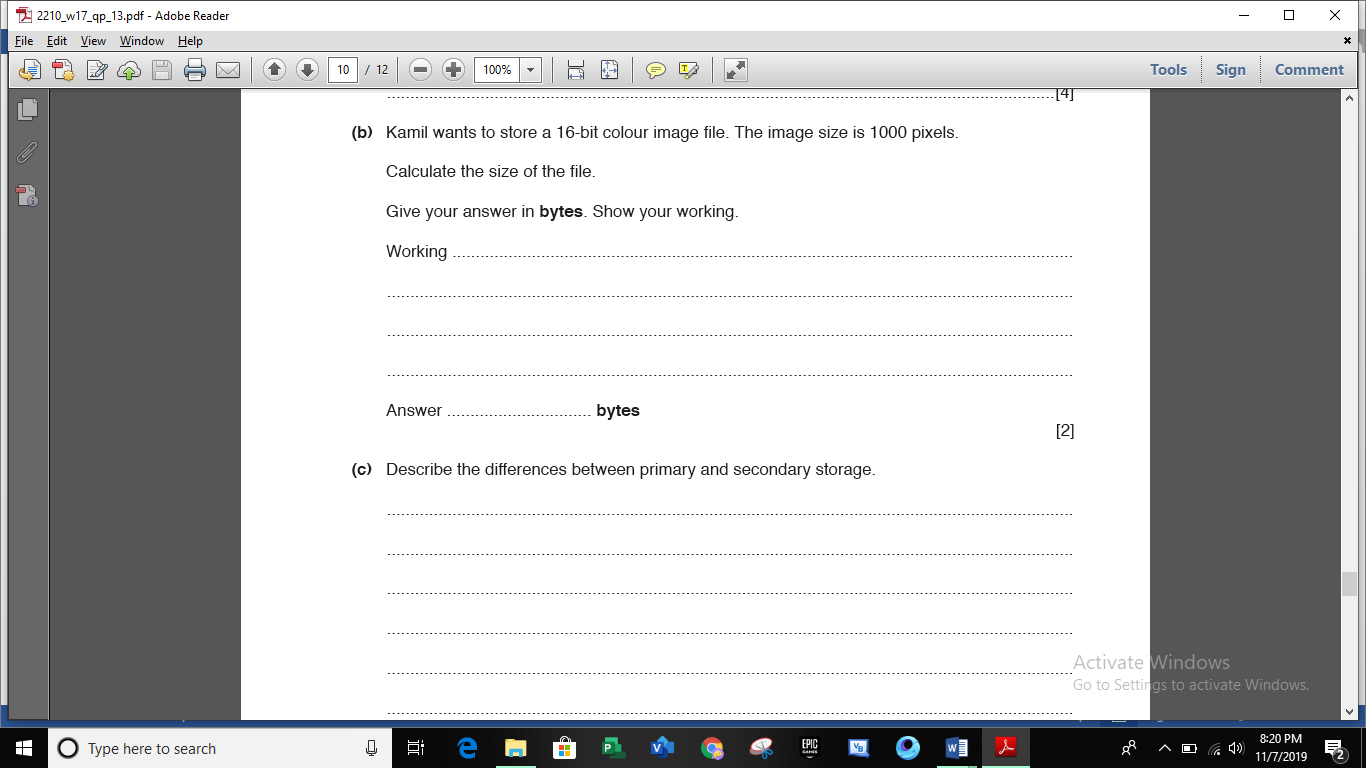 2210_w17_qp_13.pdf - Adobe Reader
File Edit View Window Help
10 / 12 100% Tools Sign Comment
[4]
(b) Kamil wants to store a 16-bit colour image file. The image size is 1000 pixels.
Calculate the size of the file.
Give your answer in bytes. Show your working.
Working ................................................................
Answer ............................... bytes
[2]
(c) Describe the differences between primary and secondary storage.
Activate Windows
Go to Settings to activate Windows.
Type here to search
EPIC GAMES
8:20 PM
11/7/2019
2